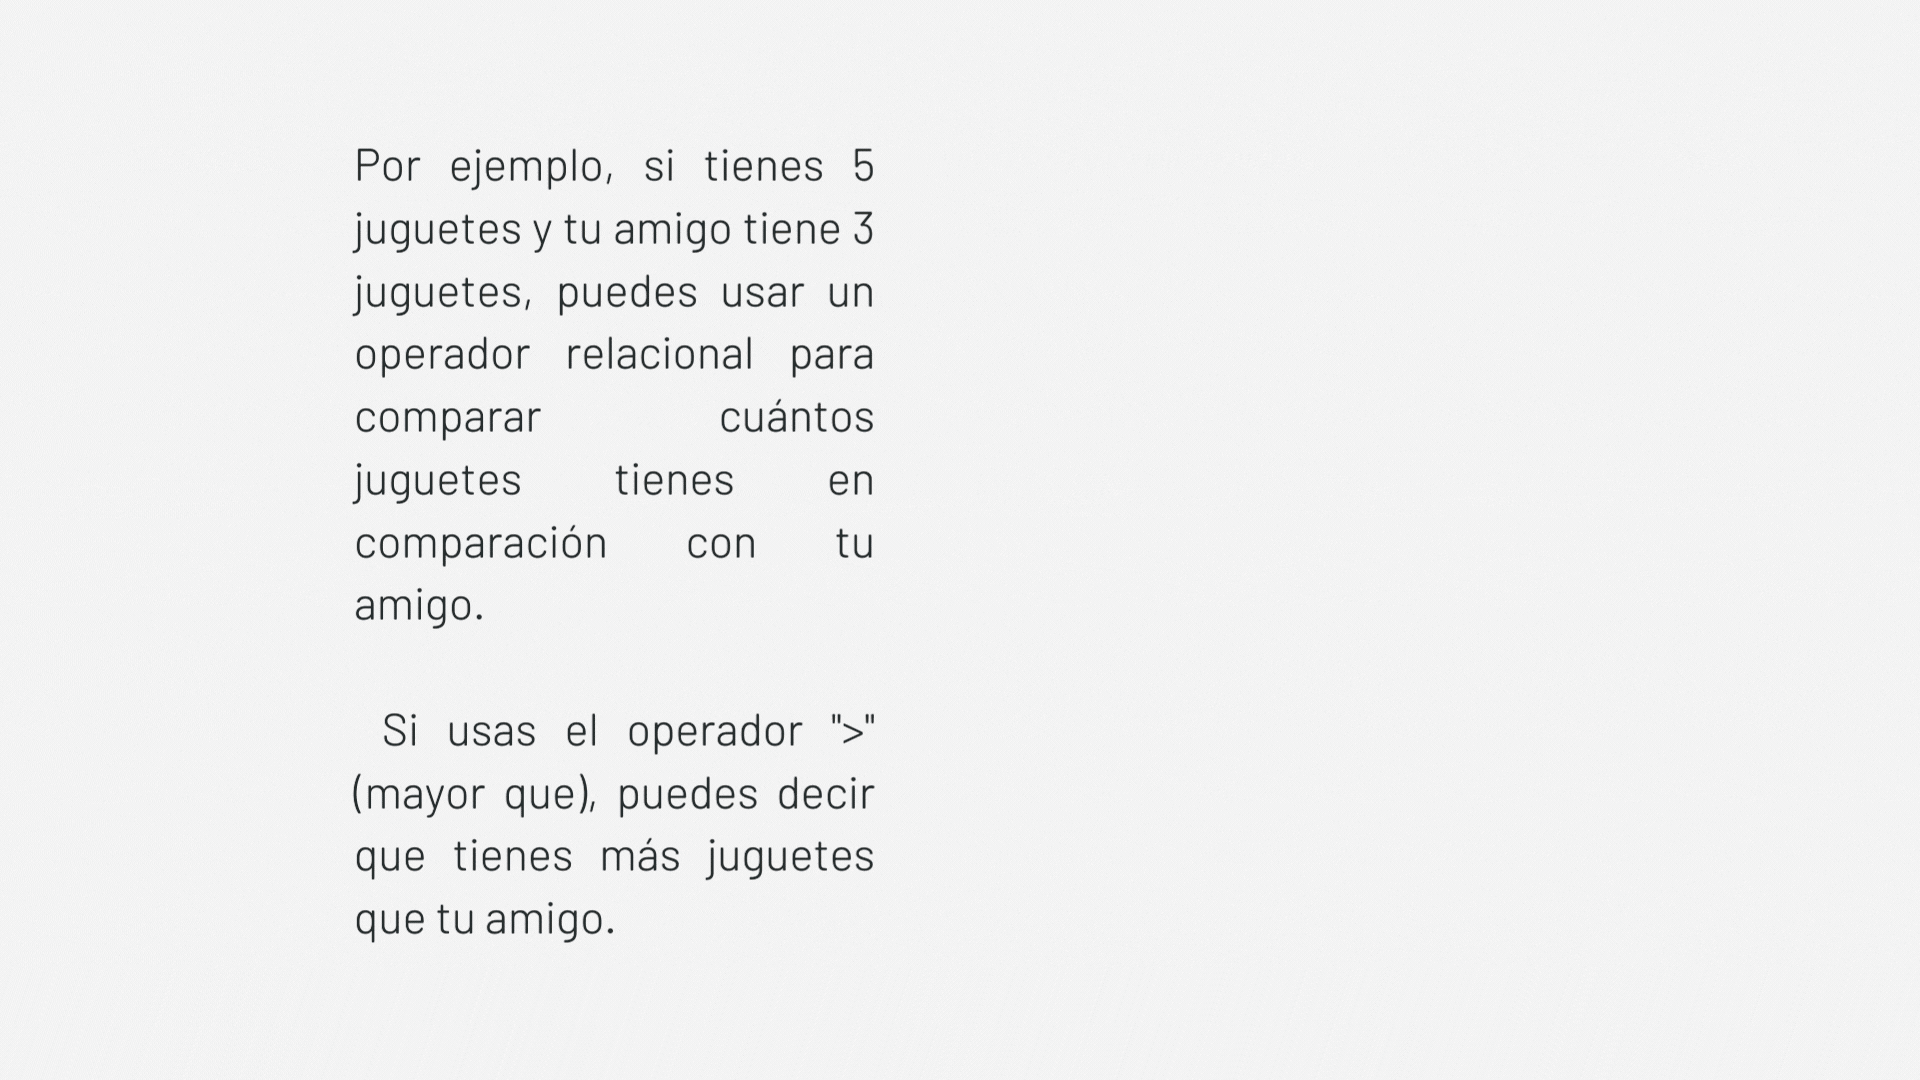 Por ejemplo, si tienes 5
juguetes y tu amigo tiene 3
juguetes, puedes usar un
operador relacional para
comparar cuántos
juguetes tienes en
comparación con tu
amigo.
Si usas el operador ">"
(mayor que), puedes decir
que tienes más juguetes
que tu amigo.